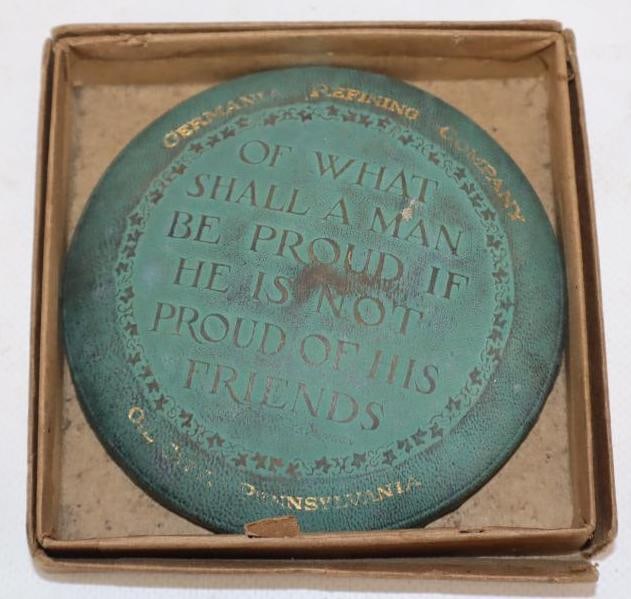 GERMANIA REFINING COMPANY
OF WHAT
SHALL A MAN
BE PROUD IF
HE IS NOT
PROUD OF HIS
FRIENDS
PENNSYLVANIA